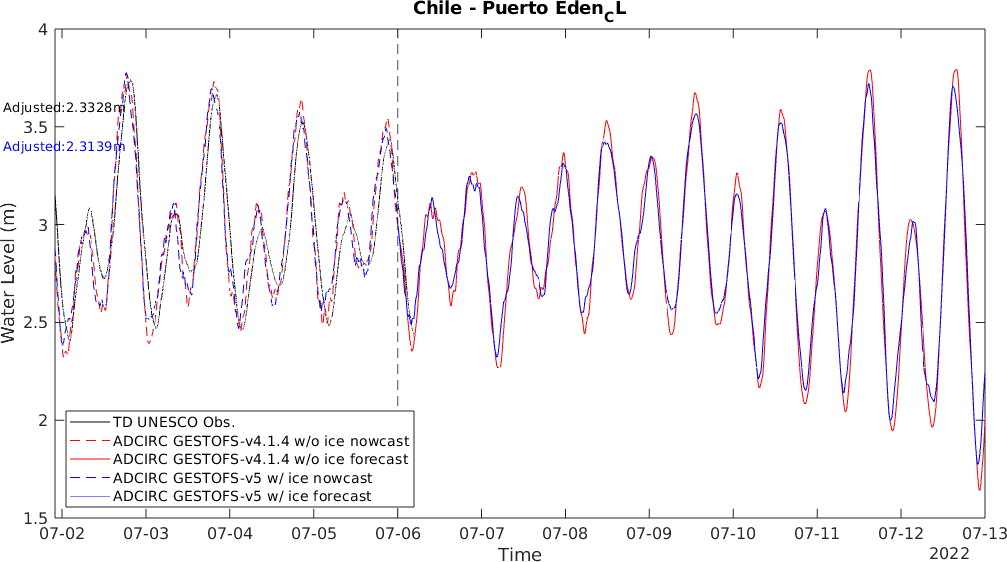 Chile - Puerto Eden_CL
4
Adjusted:2.3328m
3.5
Adjusted:2.3139m
3
2.5
2
1.5
Water Level (m)
TD UNESCO Obs.
ADCIRC GESTOFS-v4.1.4 w/o ice nowcast
ADCIRC GESTOFS-v4.1.4 w/o ice forecast
ADCIRC GESTOFS-v5 w/ ice nowcast
ADCIRC GESTOFS-v5 w/ ice forecast
07-02 07-03 07-04 07-05 07-06 07-07 07-08 07-09 07-10 07-11 07-12 07-13
Time
2022